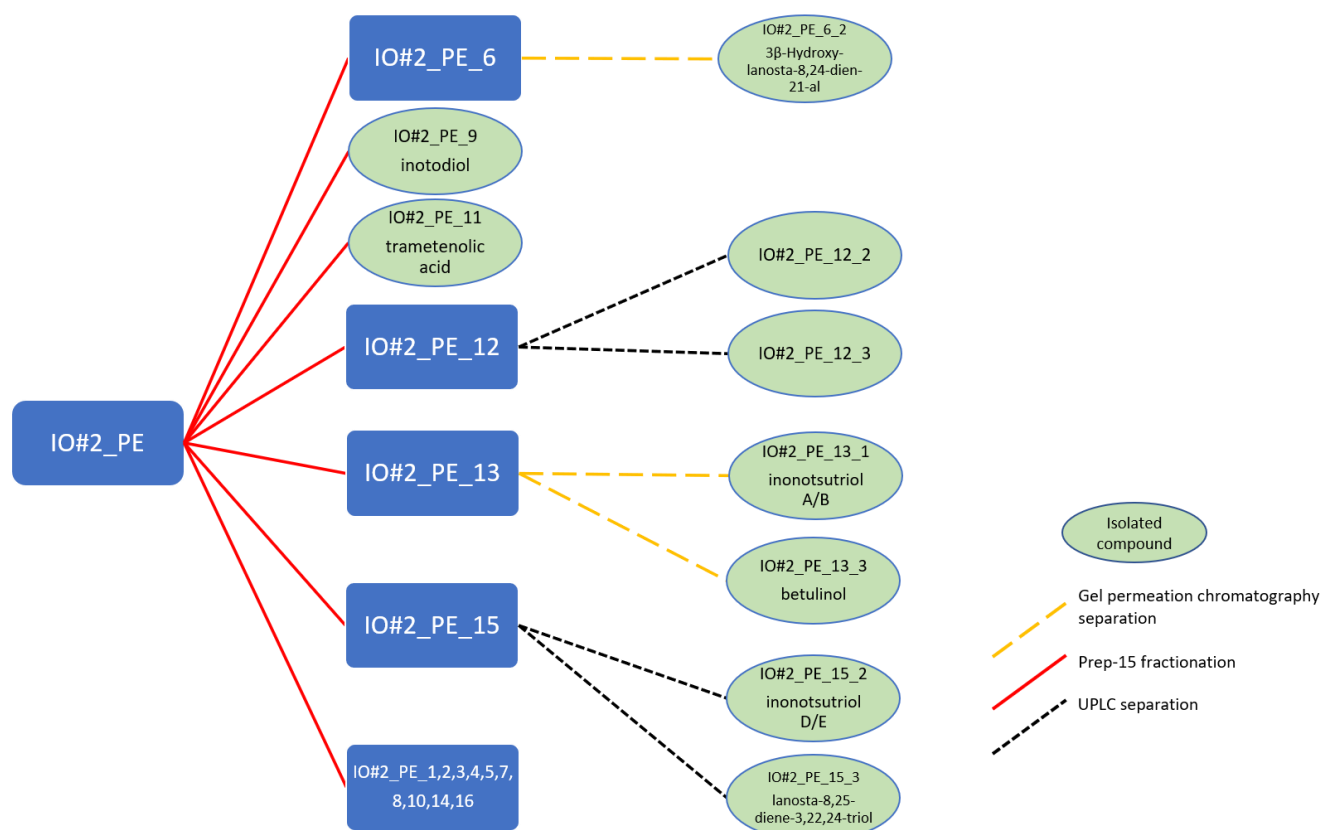 IO#2_PE_6
IO#2_PE_6_2
3β-Hydroxy-
lanosta-8,24-dien-
21-al
IO#2_PE_9
inotodiol
IO#2_PE_11
trametenolic
acid
IO#2_PE_12
IO#2_PE_12_2
IO#2_PE_12_3
IO#2_PE
IO#2_PE_13
IO#2_PE_13_1
inonotsutriol
A/B
IO#2_PE_13_3
betulinol
IO#2_PE_15
IO#2_PE_15_2
inonotsutriol
D/E
IO#2_PE_15_3
lanosta-8,25-
diene-3,22,24-triol
IO#2_PE_1,2,3,4,5,7,
8,10,14,16
Isolated
compound
Gel permeation chromatography
separation
Prep-15 fractionation
UPLC separation